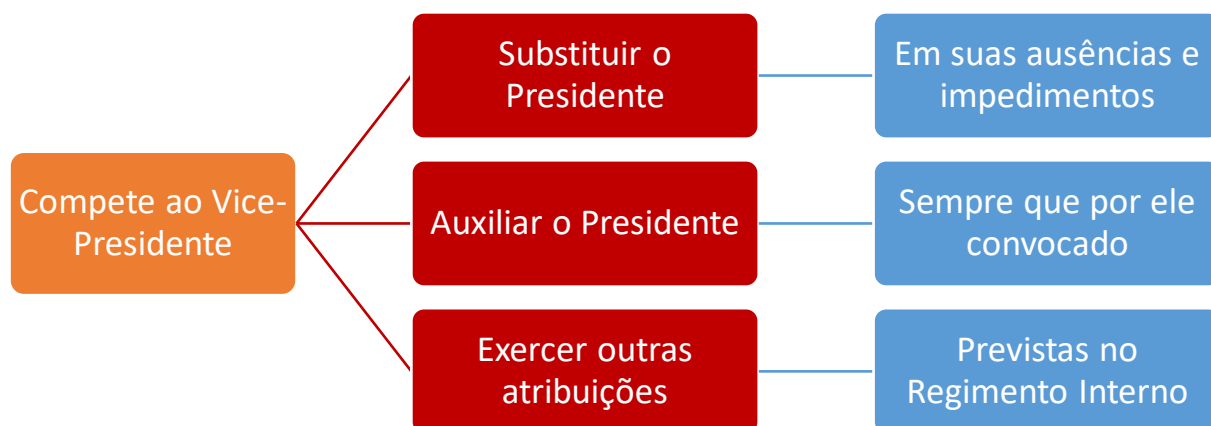 Compete ao Vice-
Presidente
Substituir o
Presidente
Em suas ausências e
impedimentos
Auxiliar o Presidente
Sempre que por ele
convocado
Exercer outras
atribuições
Previstas no
Regimento Interno